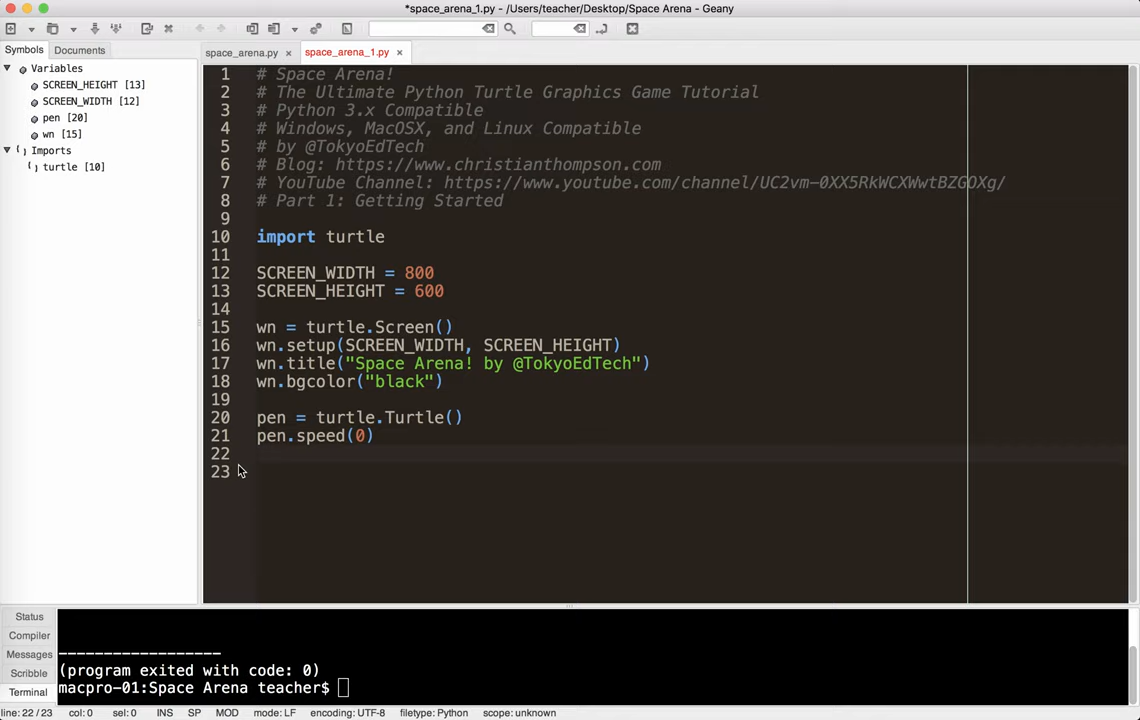 *space_arena_1.py - /Users/teacher/Desktop/Space Arena - Geany
Symbols Documents
space_arena.py space_arena_1.py
Variables
SCREEN_HEIGHT [13]
SCREEN_WIDTH [12]
pen [20]
wn [15]
Imports
turtle [10]
1 # Space Arena!
2 # The Ultimate Python Turtle Graphics Game Tutorial
3 # Python 3.x Compatible
4 # Windows, MacOSX, and Linux Compatible
5 # by @TokyoEdTech
6 # Blog: https://www.christianthompson.com
7 # YouTube Channel: https://www.youtube.com/channel/UC2vm-0XX5RkWCXWwtBZGOXg/
8 # Part 1: Getting Started
9
10 import turtle
11
12 SCREEN_WIDTH = 800
13 SCREEN_HEIGHT = 600
14
15 wn = turtle.Screen()
16 wn.setup(SCREEN_WIDTH, SCREEN_HEIGHT)
17 wn.title("Space Arena! by @TokyoEdTech")
18 wn.bgcolor("black")
19
20 pen = turtle.Turtle()
21 pen.speed(0)
22
23
Status
Compiler
Messages
Scribble
Terminal
------------------
(program exited with code: 0)
macpro-01:Space Arena teacher$
line: 22 / 23 col: 0 sel: 0 INS SP MOD mode: LF encoding: UTF-8 filetype: Python scope: unknown